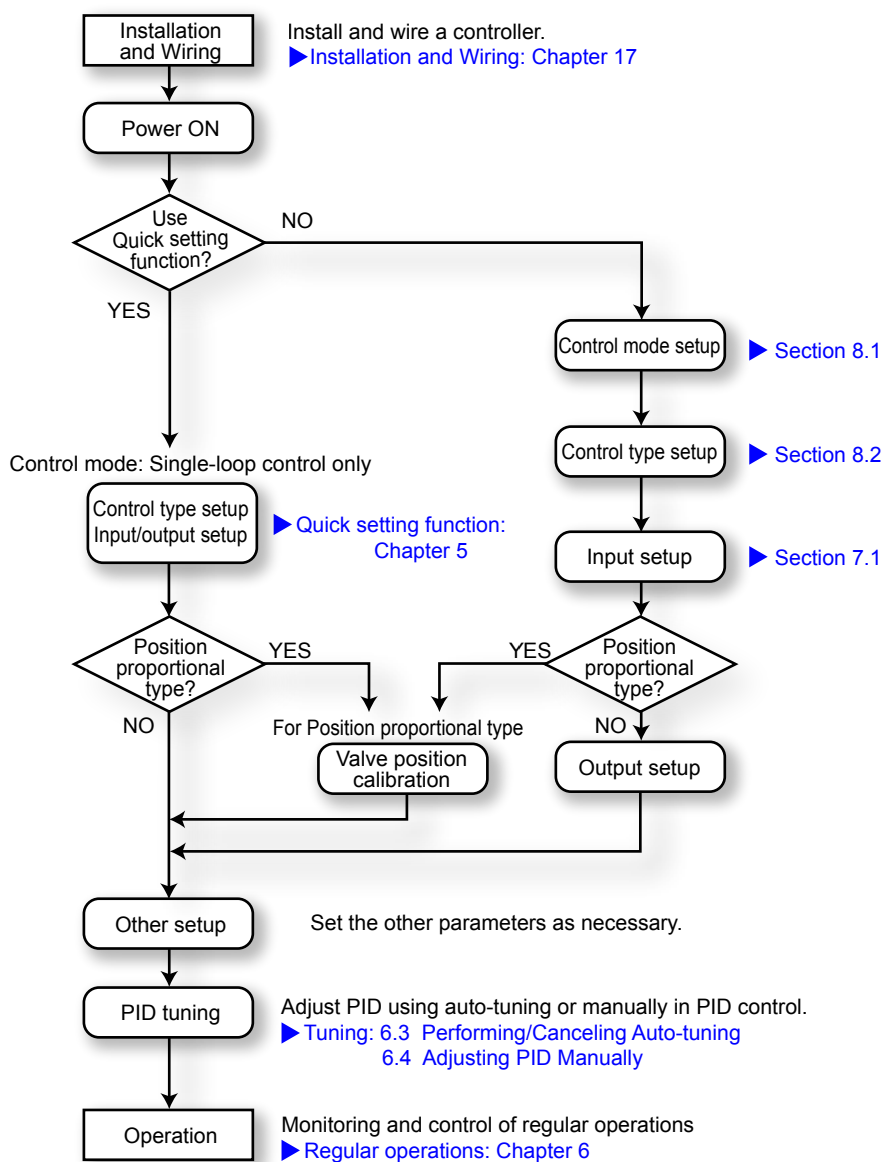 Installation
and Wiring
Install and wire a controller.
▶Installation and Wiring: Chapter 17
Power ON
Use
Quick setting
function?
NO
YES
Control mode setup
▶ Section 8.1
Control type setup
▶ Section 8.2
Control mode: Single-loop control only
Control type setup
Input/output setup
▶Quick setting function:
Chapter 5
Input setup
▶ Section 7.1
Position
proportional
type?
YES
NO
YES
Position
proportional
type?
NO
For Position proportional type
Valve position
calibration
Output setup
Other setup
Set the other parameters as necessary.
PID tuning
Adjust PID using auto-tuning or manually in PID control.
▶Tuning: 6.3 Performing/Canceling Auto-tuning
6.4 Adjusting PID Manually
Operation
Monitoring and control of regular operations
▶Regular operations: Chapter 6